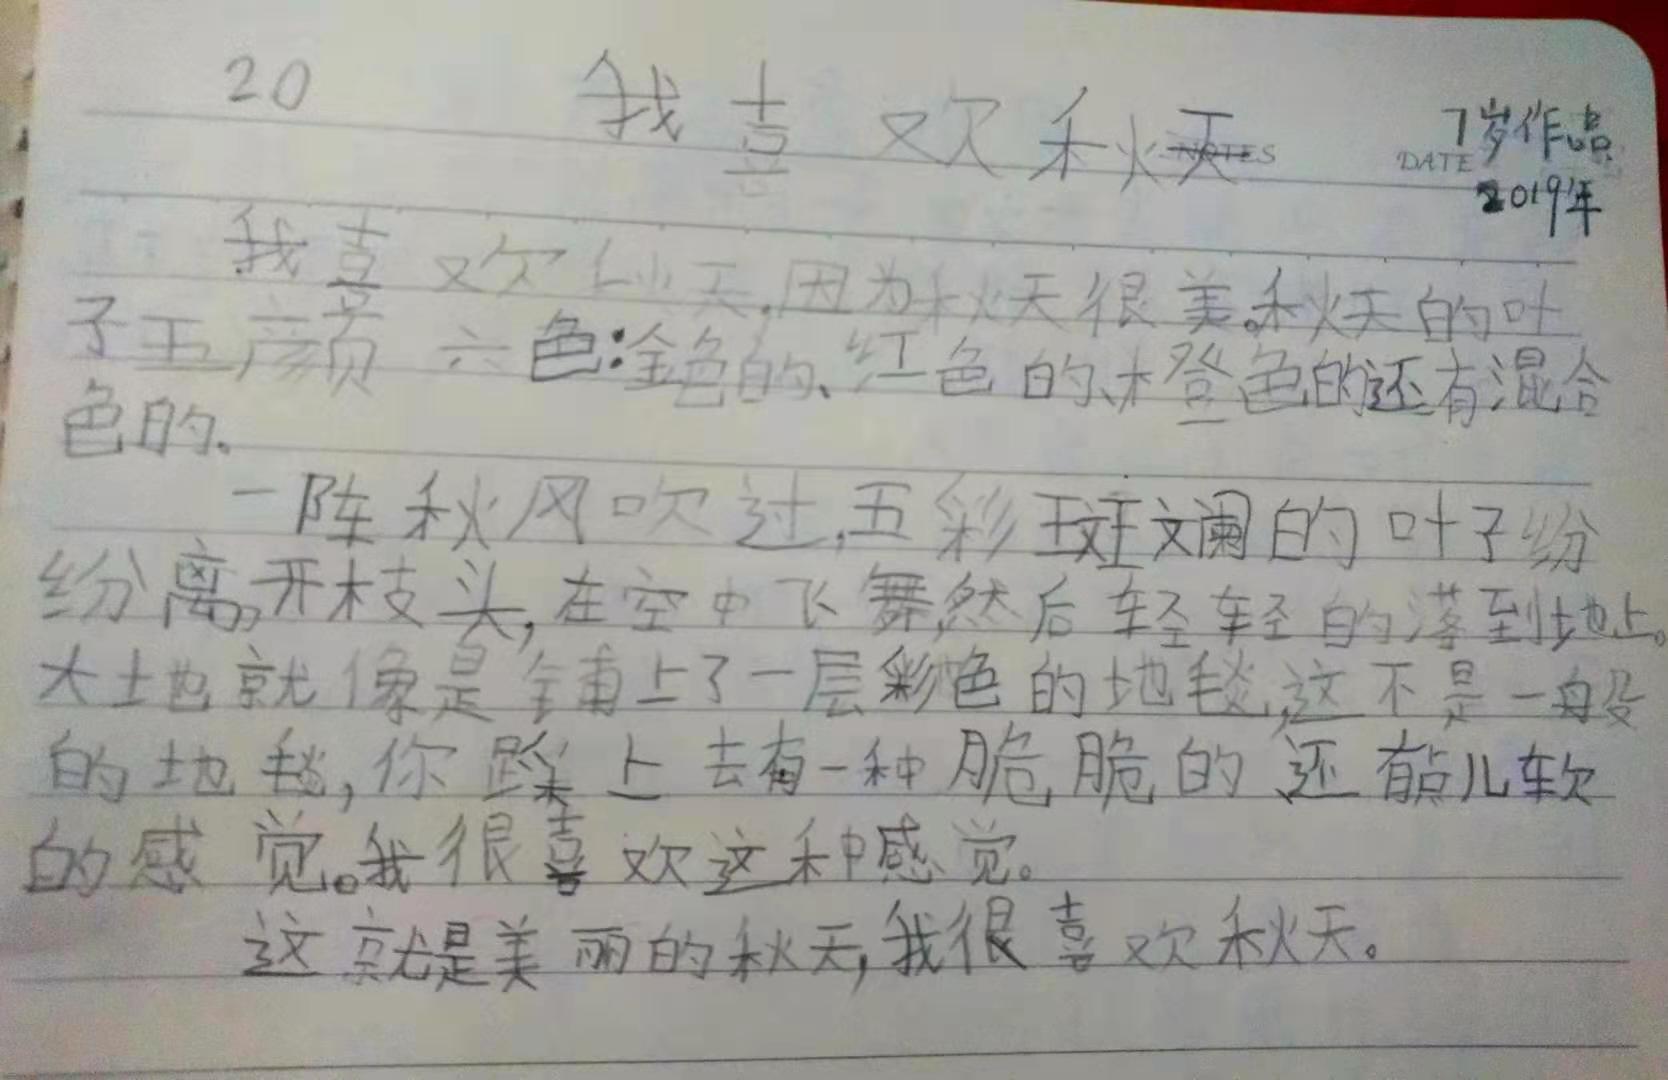 20 我喜欢秋天 7岁作品
NOTES DATE 2019年
我喜欢秋天,因为秋天很美。秋天的叶
子五颜六色:金色的、红色的、橙色的还有混合
色的。
一阵秋风吹过,五彩斑斓的叶子纷
纷离开枝头,在空中飞舞,然后轻轻的落到地上。
大土地就像是铺上了一层彩色的地毯,这不是一般
的地毯,你踩上去有一种脆脆的还有点儿软
的感觉。我很喜欢这种感觉。
这就是美丽的秋天,我很喜欢秋天。